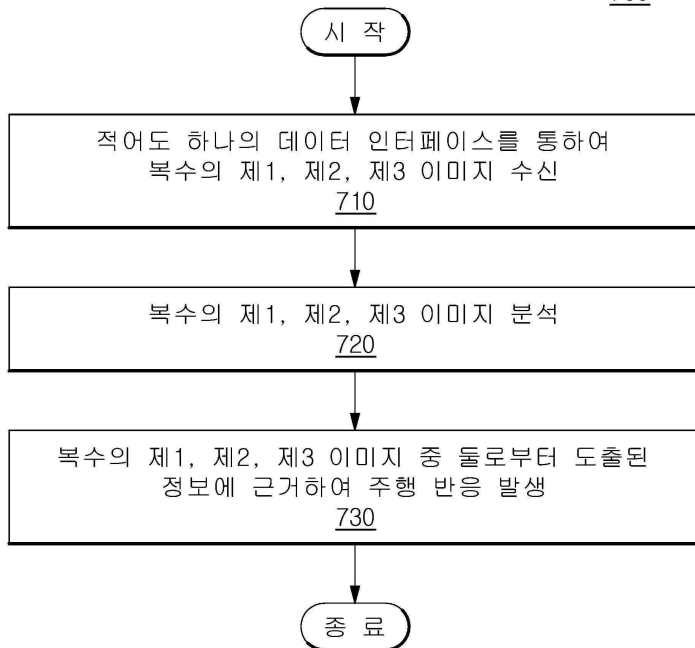 시 작
적어도 하나의 데이터 인터페이스를 통하여
복수의 제1, 제2, 제3 이미지 수신
710
복수의 제1, 제2, 제3 이미지 분석
720
복수의 제1, 제2, 제3 이미지 중 둘로부터 도출된
정보에 근거하여 주행 반응 발생
730
종 료